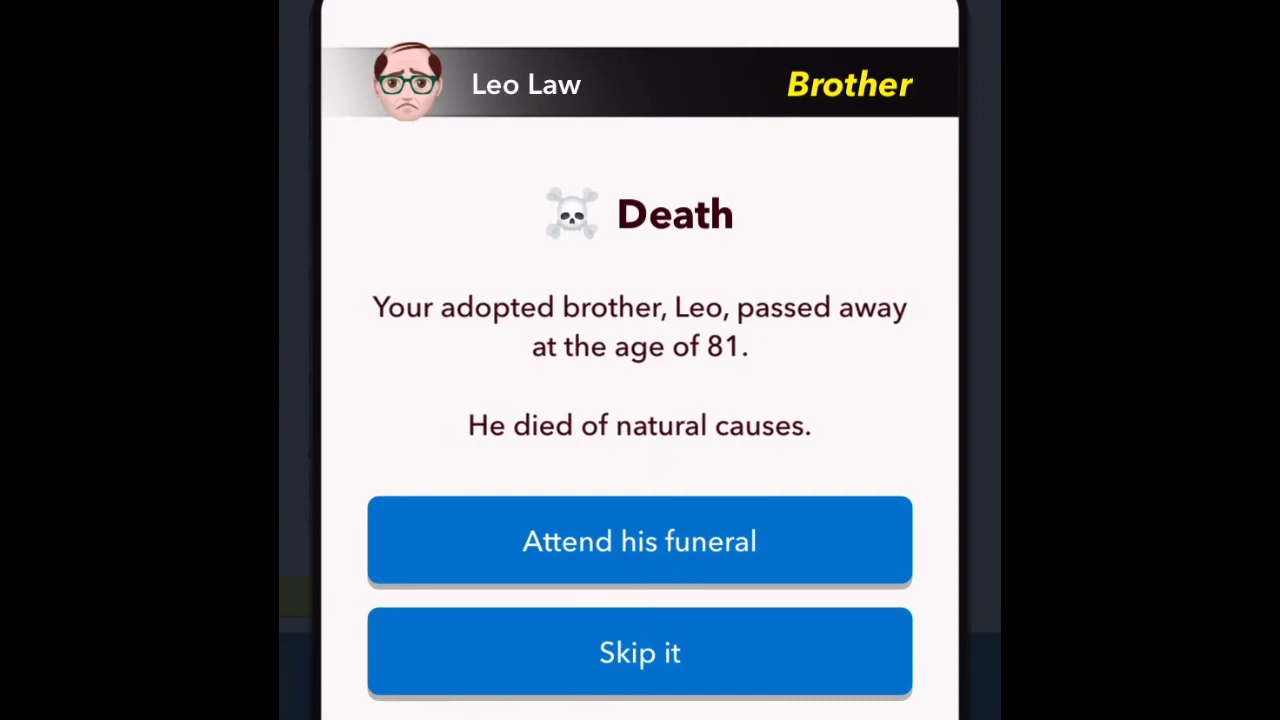 Leo Law
Brother
Death
Your adopted brother, Leo, passed away
at the age of 81.
He died of natural causes.
Attend his funeral
Skip it